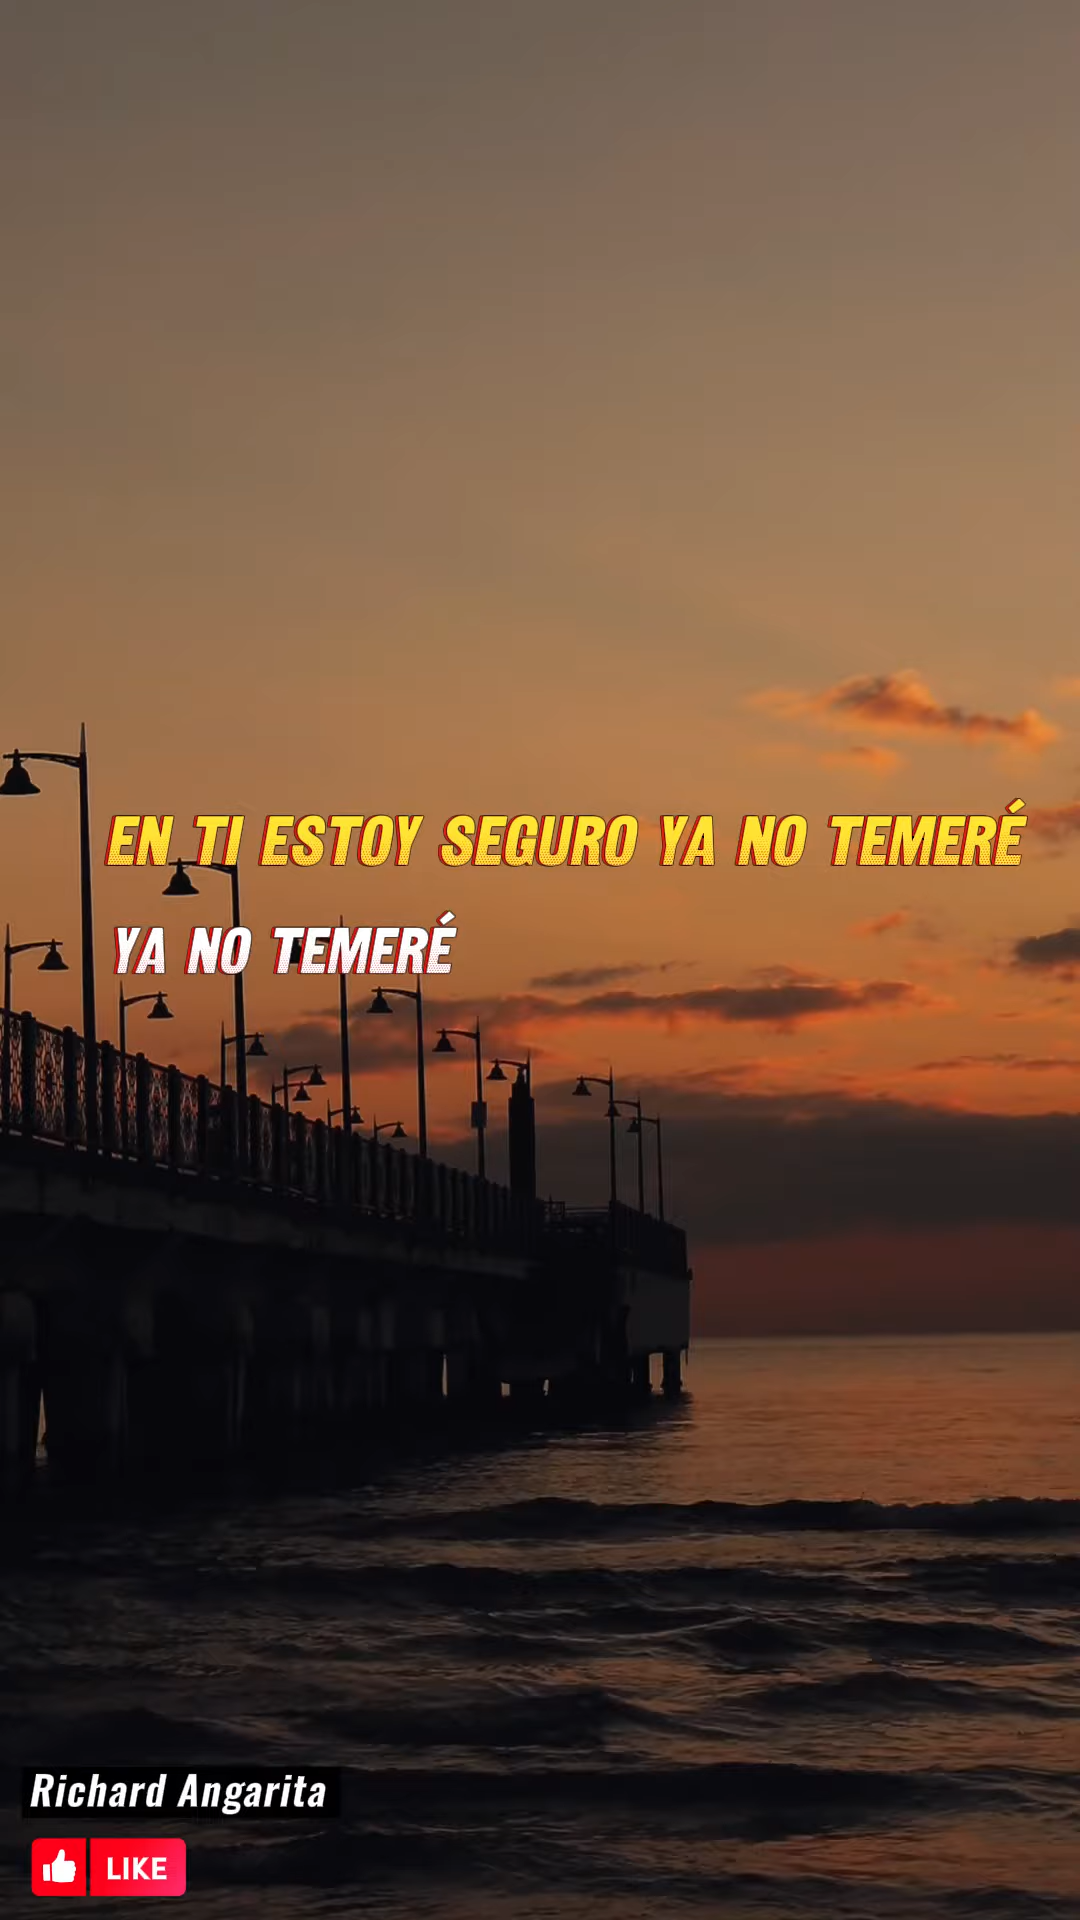 EN TI ESTOY SEGURO YA NO TEMERÉ
YA NO TEMERÉ
Richard Angarita
LIKE